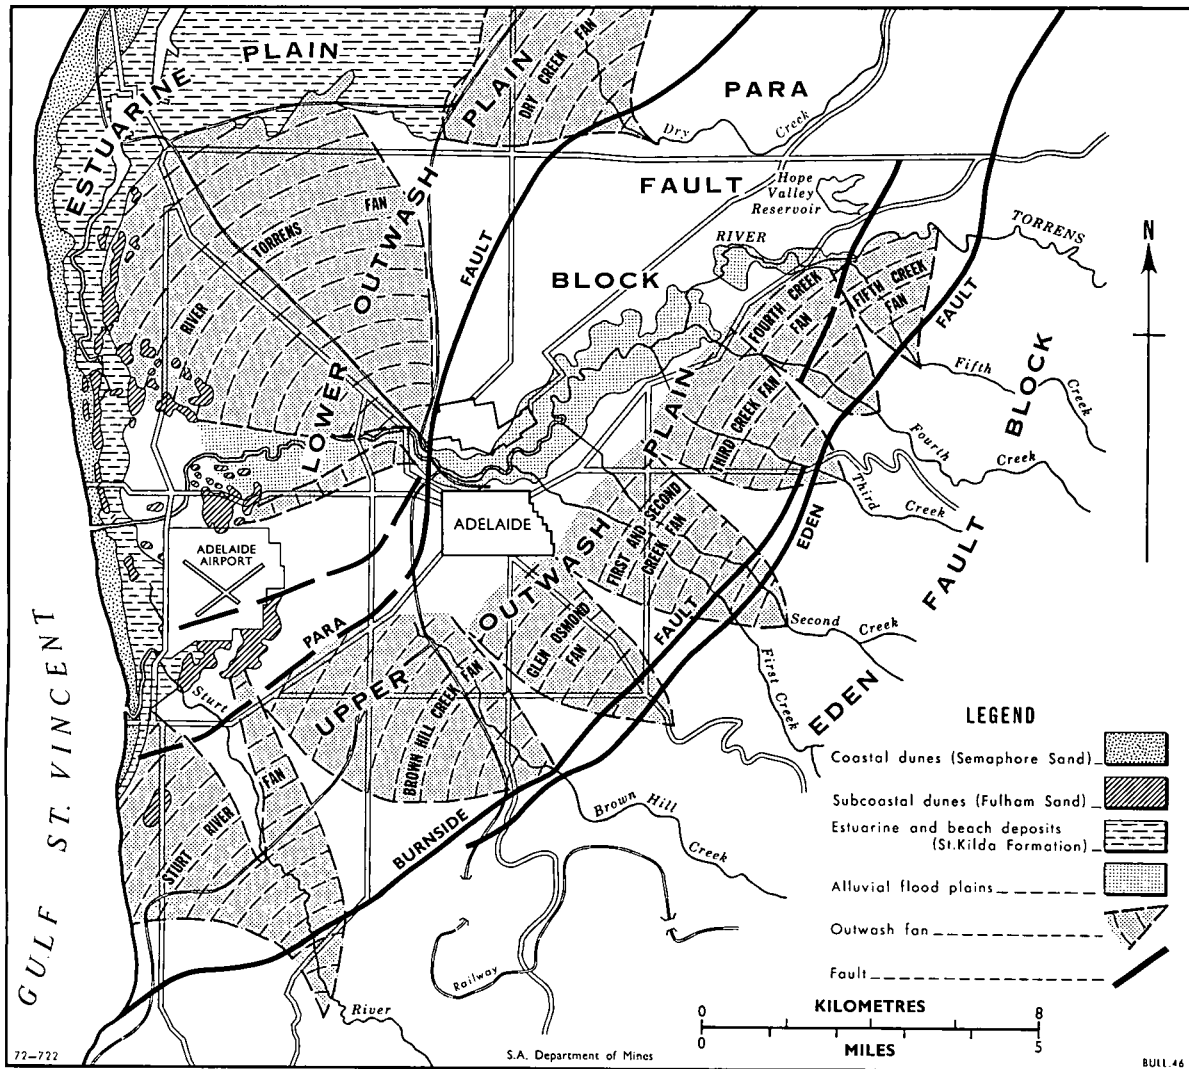 ESTUARINE PLAIN
LOWER OUTWASH PLAIN
DRY CREEK FAN
PARA
FAULT
BLOCK
Dry Creek
Hope
Valley
Reservoir
RIVER TORRENS
RIVER TORRENS FAN
PARA FAULT
FOURTH CREEK
FAN
FIFTH CREEK
FAN
THIRD CREEK FAN
FIRST AND SECOND
CREEK FAN
GLEN OSMOND
FAN
BROWN HILL CREEK FAN
STURT RIVER FAN
UPPER OUTWASH PLAIN
EDEN FAULT
EDEN FAULT BLOCK
BURNSIDE FAULT
Fifth Creek
Fourth Creek
Third Creek
Second Creek
First Creek
Brown Hill Creek
Sturt
River
Railway
ADELAIDE
ADELAIDE
AIRPORT
GULF ST. VINCENT
N
LEGEND
Coastal dunes (Semaphore Sand)
Subcoastal dunes (Fulham Sand)
Estuarine and beach deposits
(St.Kilda Formation)
Alluvial flood plains
Outwash fan
Fault
0 KILOMETRES 8
0 MILES 5
72–722
S.A. Department of Mines
BULL.46